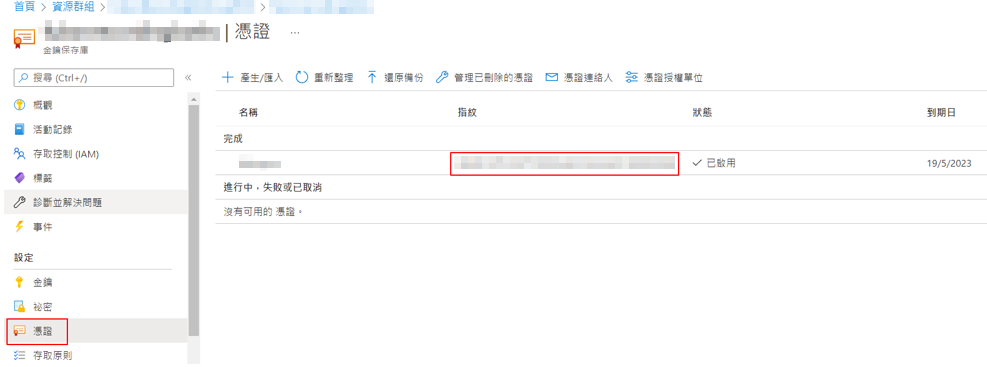 首頁 > 資源群組 >
| 憑證 ...
金鑰保存庫
搜尋 (Ctrl+/) «
產生/匯入 重新整理 還原備份 管理已刪除的憑證 憑證連絡人 憑證授權單位
概觀
活動記錄
存取控制 (IAM)
標籤
診斷並解決問題
事件
設定
金鑰
祕密
憑證
存取原則
名稱 指紋 狀態 到期日
完成
已啟用 19/5/2023
進行中,失敗或已取消
沒有可用的 憑證。